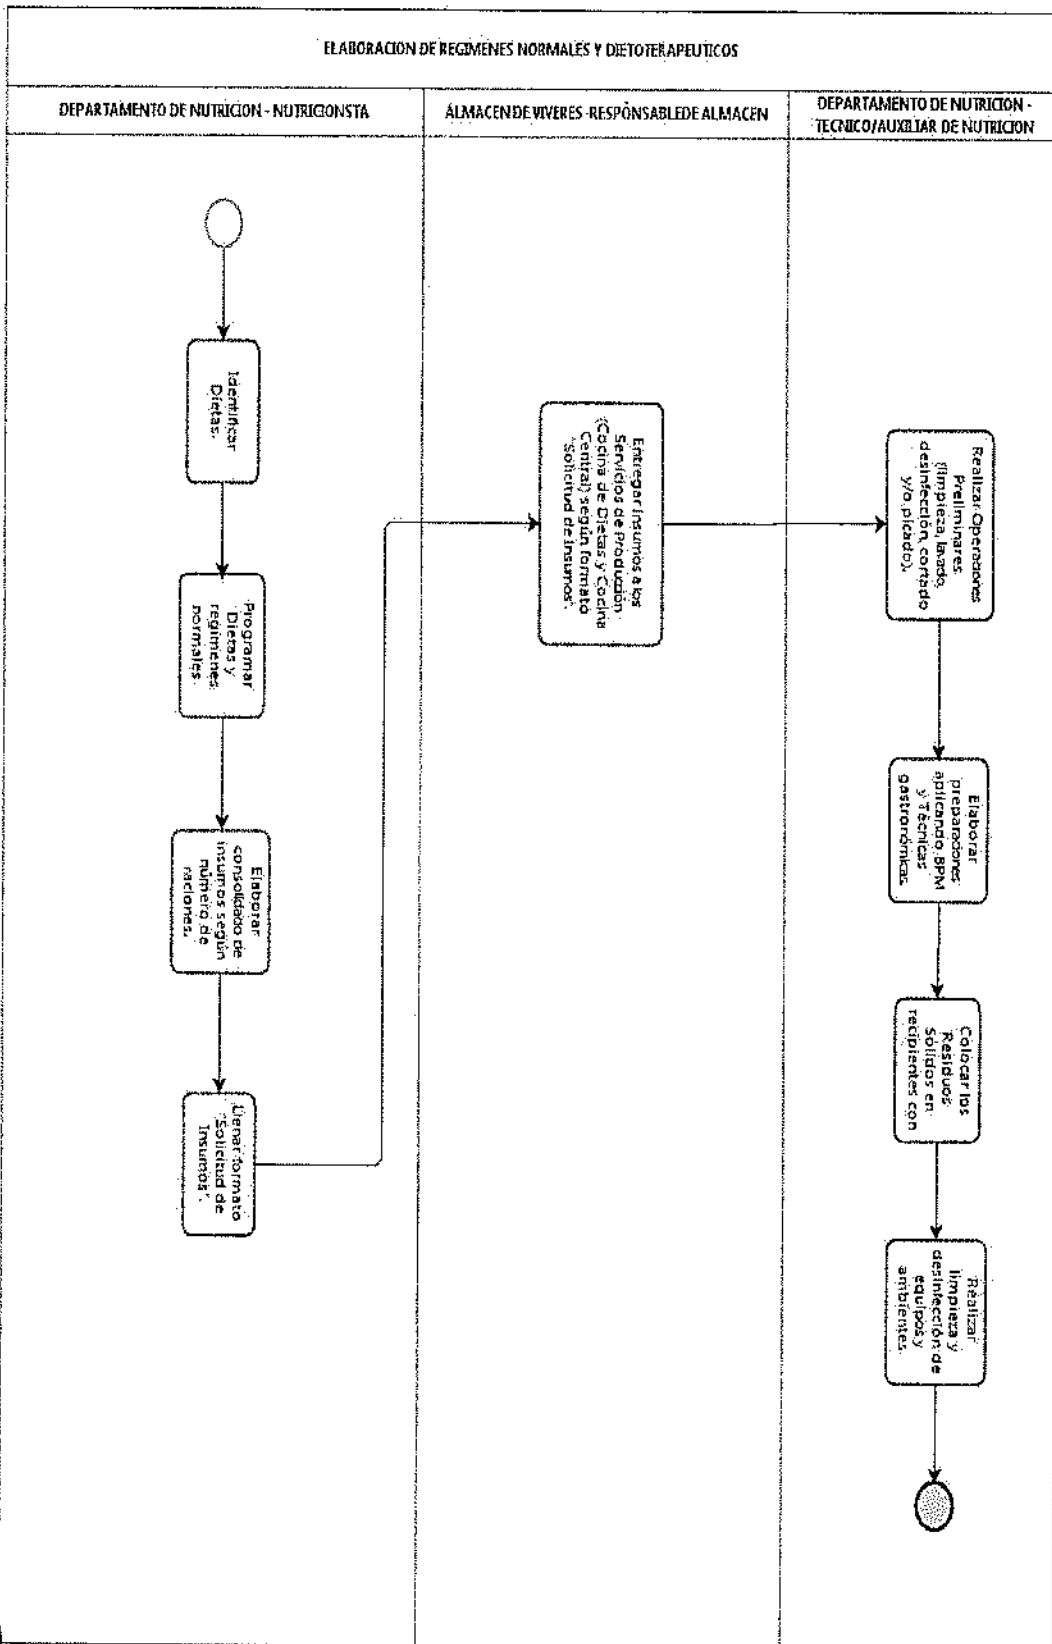 ELABORACION DE REGIMENES NORMALES Y DIETOTERAPEUTICOS
DEPARTAMENTO DE NUTRICION - NUTRICIONSTA
ALMACEN DE VIVERES -RESPONSABLEDE ALMACEN
DEPARTAMENTO DE NUTRICION -
TECNICO/AUXILIAR DE NUTRICION
Identificar
Dietas.
Programar
Dietas y
regimenes
normales.
Elaborar
consolidado de
insumos según
número de
raciones.
Llenar formato
"Solicitud de
Insumos".
Entregar Insumos a los
Servicios de Producción
(Cocina de Dietas y Cocina
Central) según formato
"Solicitud de insumos".
Realizar Operaciones
Preliminares
(limpieza, lavado,
desinfección, cortado
y/o picado).
Elaborar
preparaciones
aplicando BPM
y Técnicas
gastronómicas
Colocar los
Residuos
Sólidos en
recipientes con
Realizar
limpieza y
desinfección de
equipos y
ambientes.